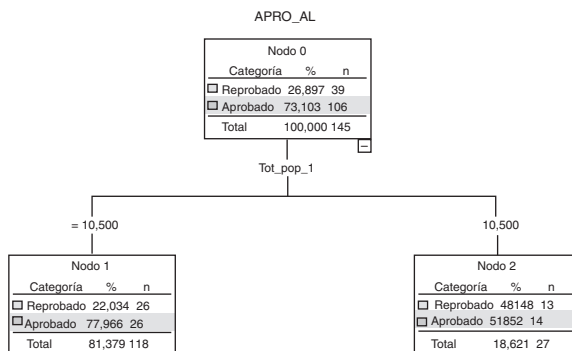 APRO_AL
Nodo 0
Categoría % n
Reprobado 26,897 39
Aprobado 73,103 106
Total 100,000 145
Tot_pop_1
= 10,500
10,500
Nodo 1
Categoría % n
Reprobado 22,034 26
Aprobado 77,966 26
Total 81,379 118
Nodo 2
Categoría % n
Reprobado 48148 13
Aprobado 51852 14
Total 18,621 27